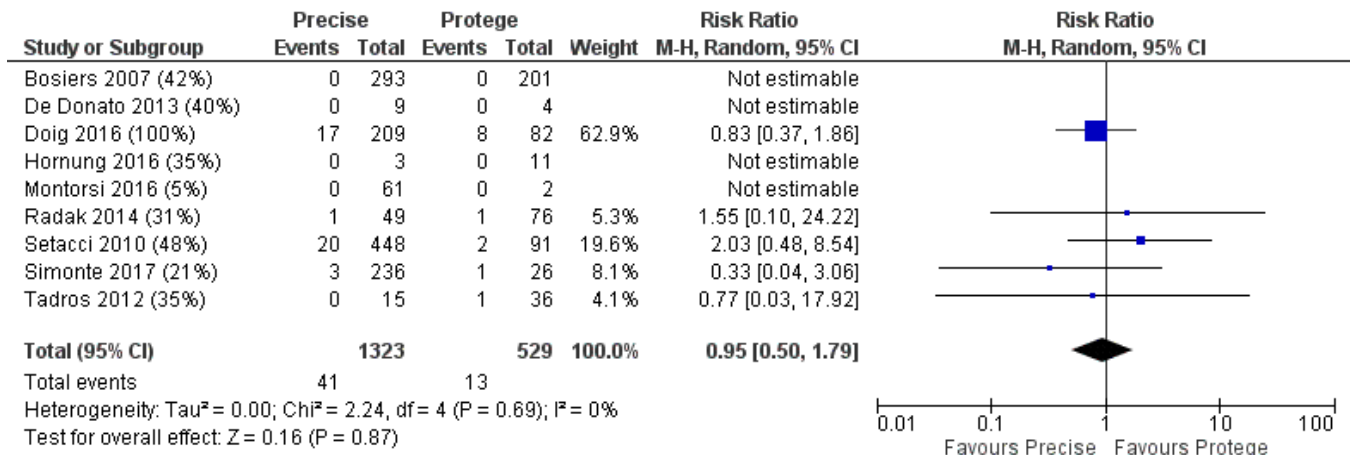 Precise Protege Risk Ratio Risk Ratio
Study or Subgroup Events Total Events Total Weight M-H, Random, 95% CI M-H, Random, 95% CI
Bosiers 2007 (42%) 0 293 0 201 Not estimable
De Donato 2013 (40%) 0 9 0 4 Not estimable
Doig 2016 (100%) 17 209 8 82 62.9% 0.83 [0.37, 1.86]
Hornung 2016 (35%) 0 3 0 11 Not estimable
Montorsi 2016 (5%) 0 61 0 2 Not estimable
Radak 2014 (31%) 1 49 1 76 5.3% 1.55 [0.10, 24.22]
Setacci 2010 (48%) 20 448 2 91 19.6% 2.03 [0.48, 8.54]
Simonte 2017 (21%) 3 236 1 26 8.1% 0.33 [0.04, 3.06]
Tadros 2012 (35%) 0 15 1 36 4.1% 0.77 [0.03, 17.92]
Total (95% CI) 1323 529 100.0% 0.95 [0.50, 1.79]
Total events 41 13
Heterogeneity: Tau² = 0.00; Chi² = 2.24, df = 4 (P = 0.69); I² = 0%
Test for overall effect: Z = 0.16 (P = 0.87)
0.01 0.1 1 10 100
Favours Precise Favours Protege